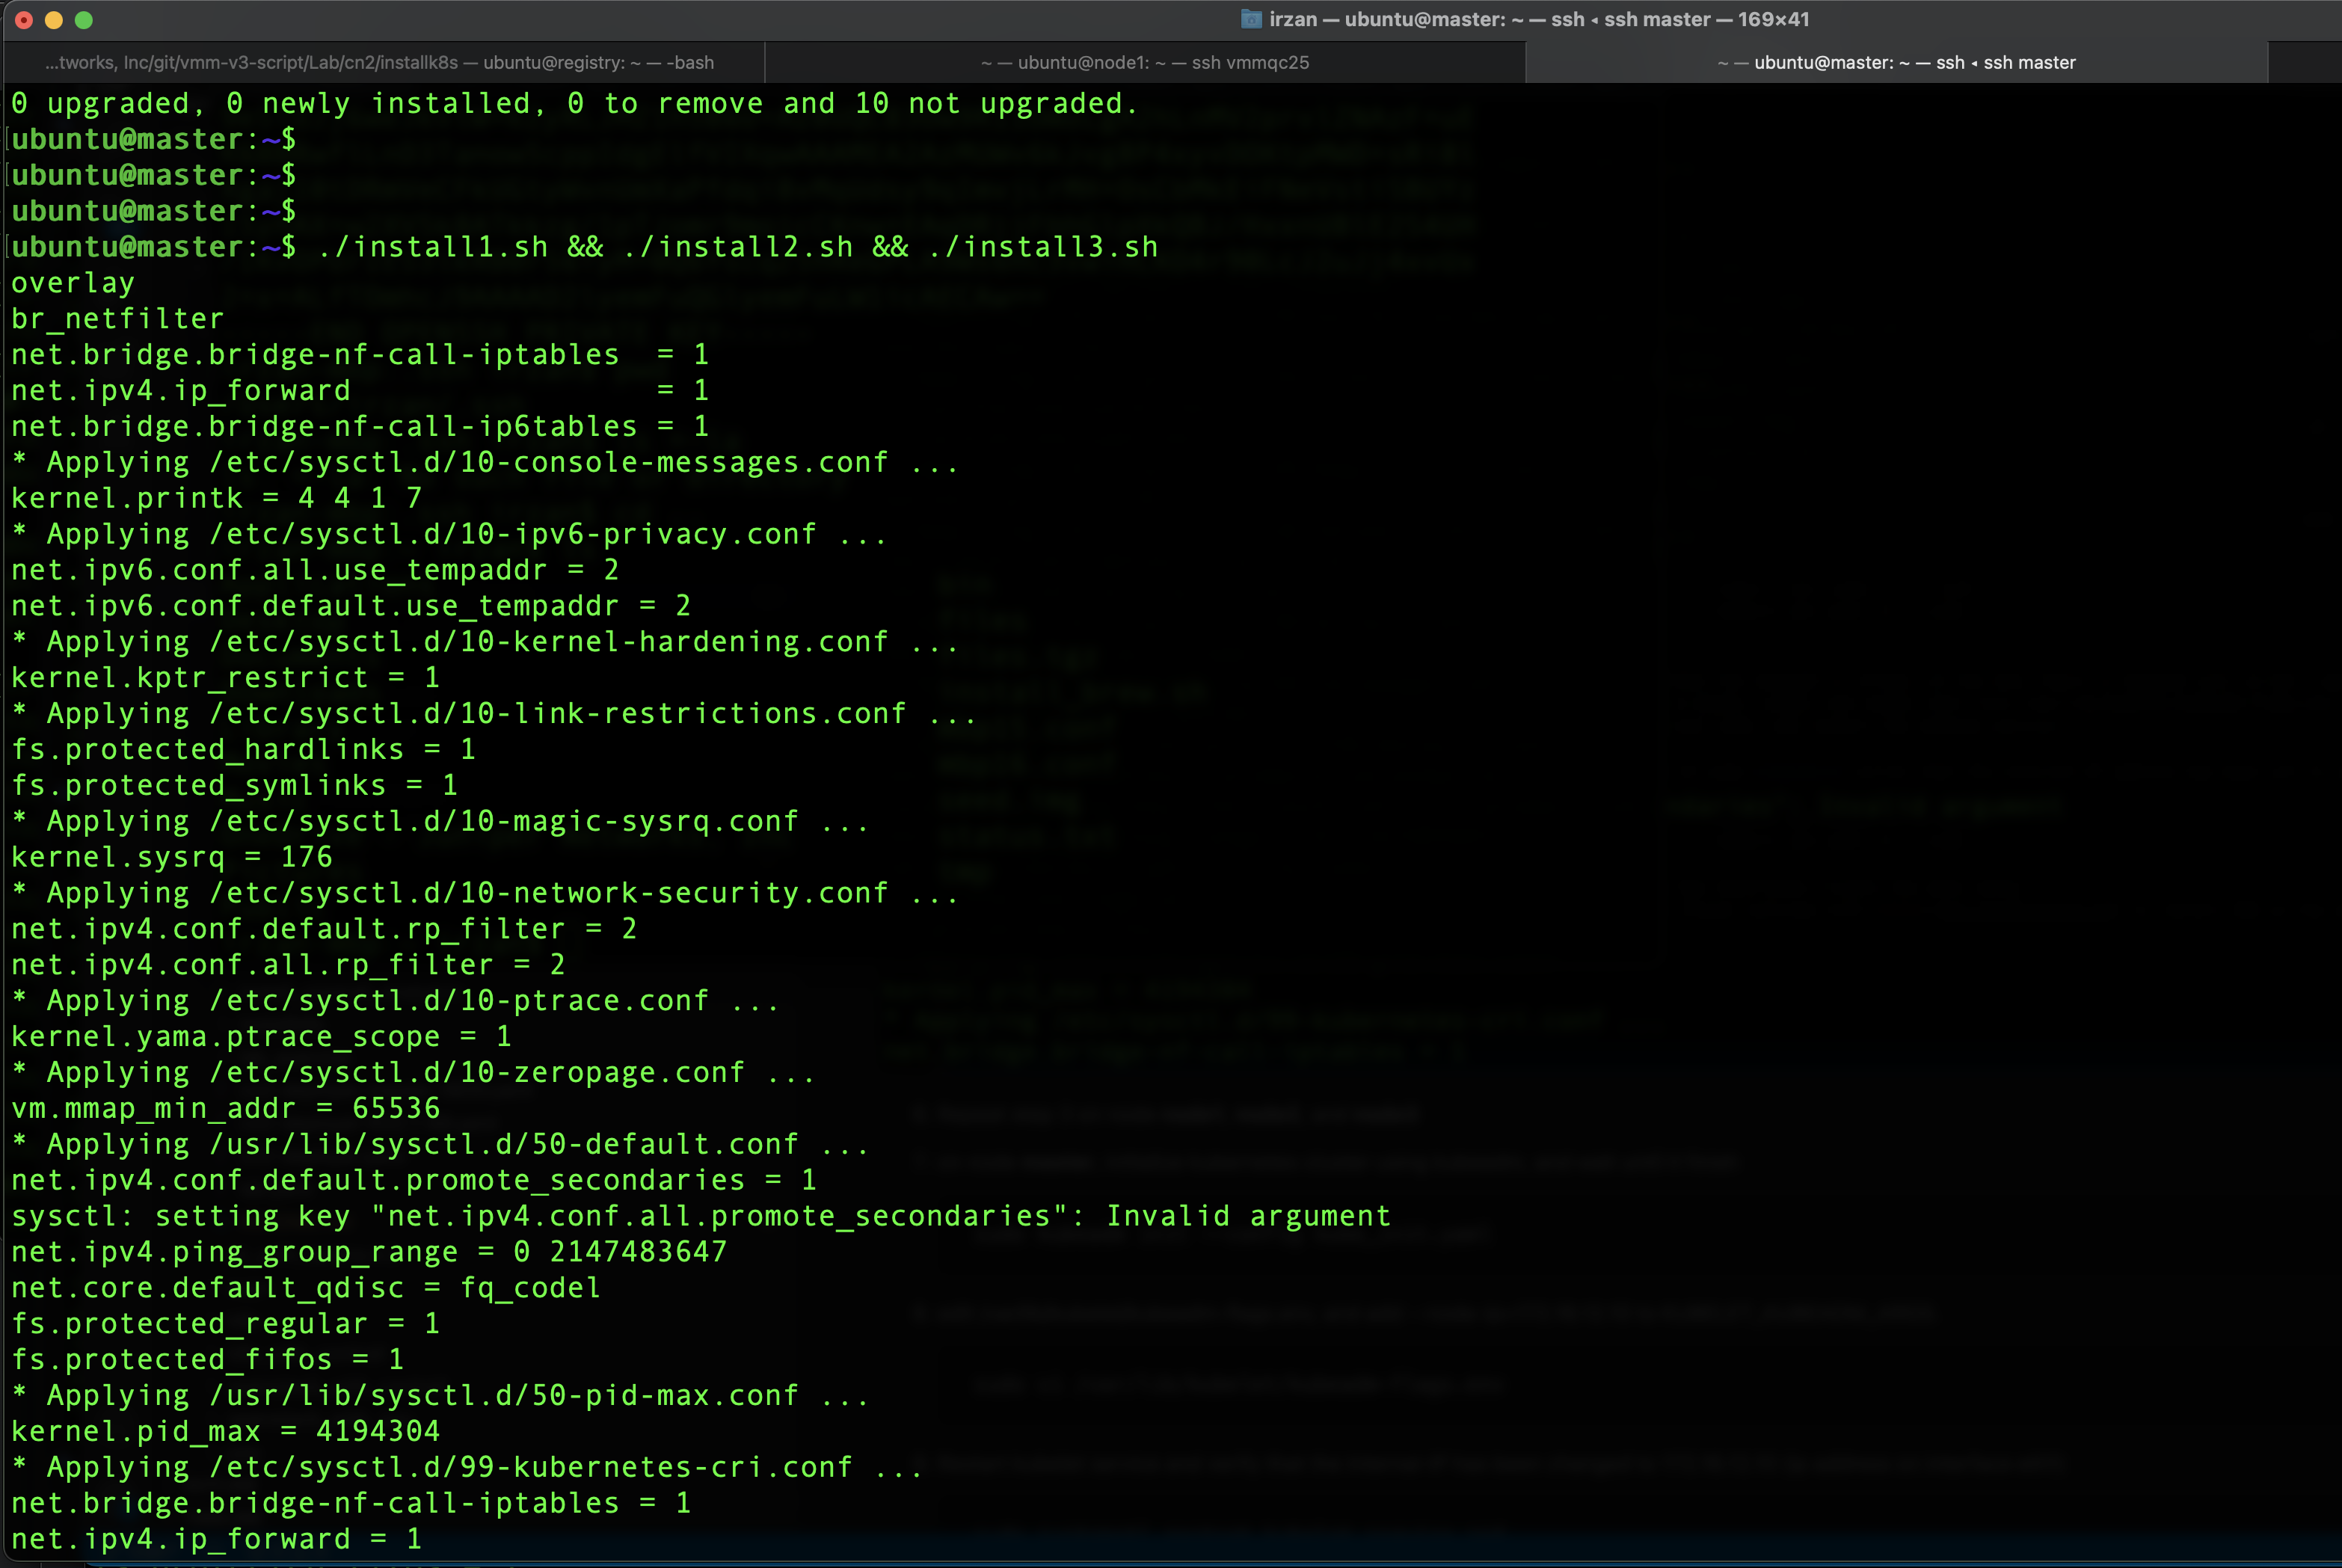 irzan — ubuntu@master: ~ — ssh ◂ ssh master — 169×41
...tworks, Inc/git/vmm-v3-script/Lab/cn2/installk8s — ubuntu@registry: ~ — -bash
~ — ubuntu@node1: ~ — ssh vmmqc25
~ — ubuntu@master: ~ — ssh ◂ ssh master
0 upgraded, 0 newly installed, 0 to remove and 10 not upgraded.
[ubuntu@master:~$
[ubuntu@master:~$
ubuntu@master:~$
[ubuntu@master:~$ ./install1.sh && ./install2.sh && ./install3.sh
overlay
br_netfilter
net.bridge.bridge-nf-call-iptables  = 1
net.ipv4.ip_forward                 = 1
net.bridge.bridge-nf-call-ip6tables = 1
* Applying /etc/sysctl.d/10-console-messages.conf ...
kernel.printk = 4 4 1 7
* Applying /etc/sysctl.d/10-ipv6-privacy.conf ...
net.ipv6.conf.all.use_tempaddr = 2
net.ipv6.conf.default.use_tempaddr = 2
* Applying /etc/sysctl.d/10-kernel-hardening.conf ...
kernel.kptr_restrict = 1
* Applying /etc/sysctl.d/10-link-restrictions.conf ...
fs.protected_hardlinks = 1
fs.protected_symlinks = 1
* Applying /etc/sysctl.d/10-magic-sysrq.conf ...
kernel.sysrq = 176
* Applying /etc/sysctl.d/10-network-security.conf ...
net.ipv4.conf.default.rp_filter = 2
net.ipv4.conf.all.rp_filter = 2
* Applying /etc/sysctl.d/10-ptrace.conf ...
kernel.yama.ptrace_scope = 1
* Applying /etc/sysctl.d/10-zeropage.conf ...
vm.mmap_min_addr = 65536
* Applying /usr/lib/sysctl.d/50-default.conf ...
net.ipv4.conf.default.promote_secondaries = 1
sysctl: setting key "net.ipv4.conf.all.promote_secondaries": Invalid argument
net.ipv4.ping_group_range = 0 2147483647
net.core.default_qdisc = fq_codel
fs.protected_regular = 1
fs.protected_fifos = 1
* Applying /usr/lib/sysctl.d/50-pid-max.conf ...
kernel.pid_max = 4194304
* Applying /etc/sysctl.d/99-kubernetes-cri.conf ...
net.bridge.bridge-nf-call-iptables = 1
net.ipv4.ip_forward = 1